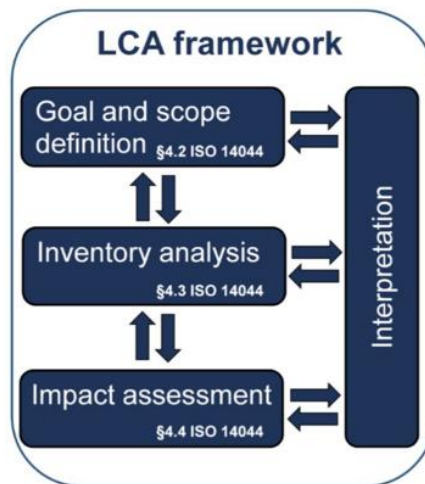 LCA framework
Goal and scope
definition §4.2 ISO 14044
Inventory analysis
§4.3 ISO 14044
Impact assessment
§4.4 ISO 14044
Interpretation